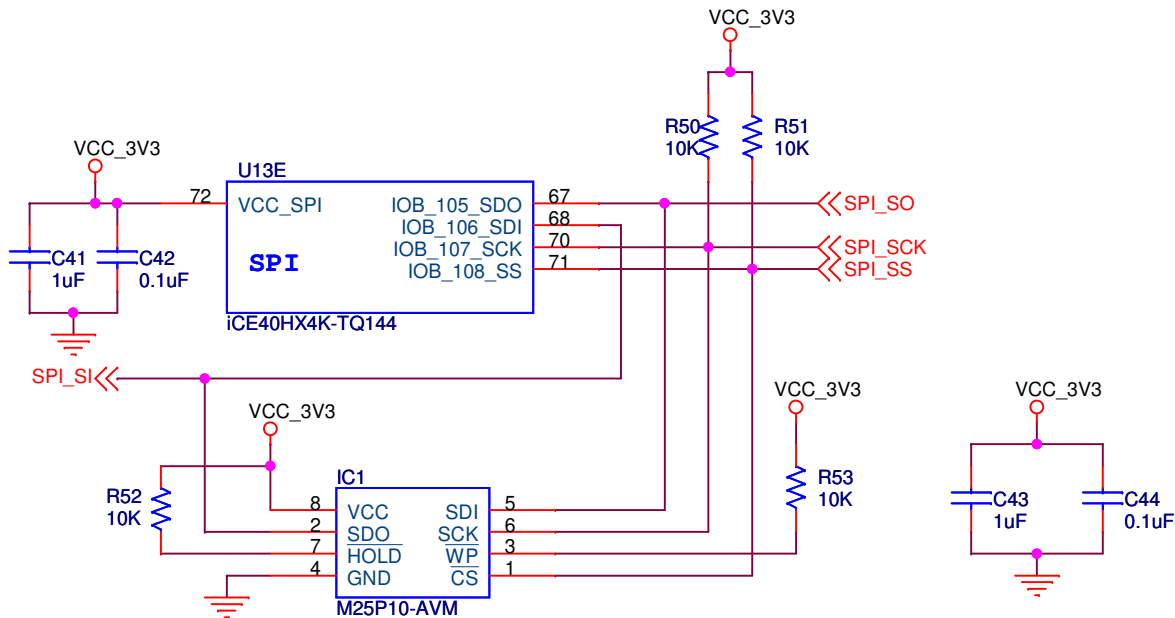 VCC_3V3
R50
10K
R51
10K
VCC_3V3
U13E
72
VCC_SPI
IOB_105_SDO
67
SPI_SO
IOB_106_SDI
68
IOB_107_SCK
70
SPI_SCK
IOB_108_SS
71
SPI_SS
SPI
C41
1uF
C42
0.1uF
iCE40HX4K-TQ144
SPI_SI
VCC_3V3
VCC_3V3
VCC_3V3
R52
10K
IC1
R53
10K
C43
1uF
C44
0.1uF
8
VCC
SDI
5
2
SDO
SCK
6
7
HOLD
WP
3
4
GND
CS
1
M25P10-AVM